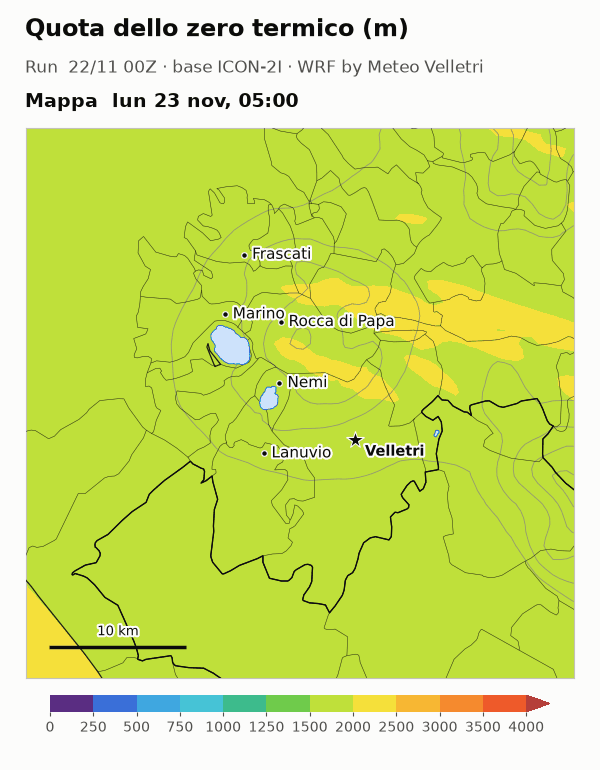 Quota dello zero termico (m)
Run  22/11 00Z · base ICON-2I · WRF by Meteo Velletri
Mappa  lun 23 nov, 05:00
Frascati
Marino
Rocca di Papa
Nemi
Velletri
Lanuvio
10 km
0 250 500 750 1000 1250 1500 2000 2500 3000 3500 4000